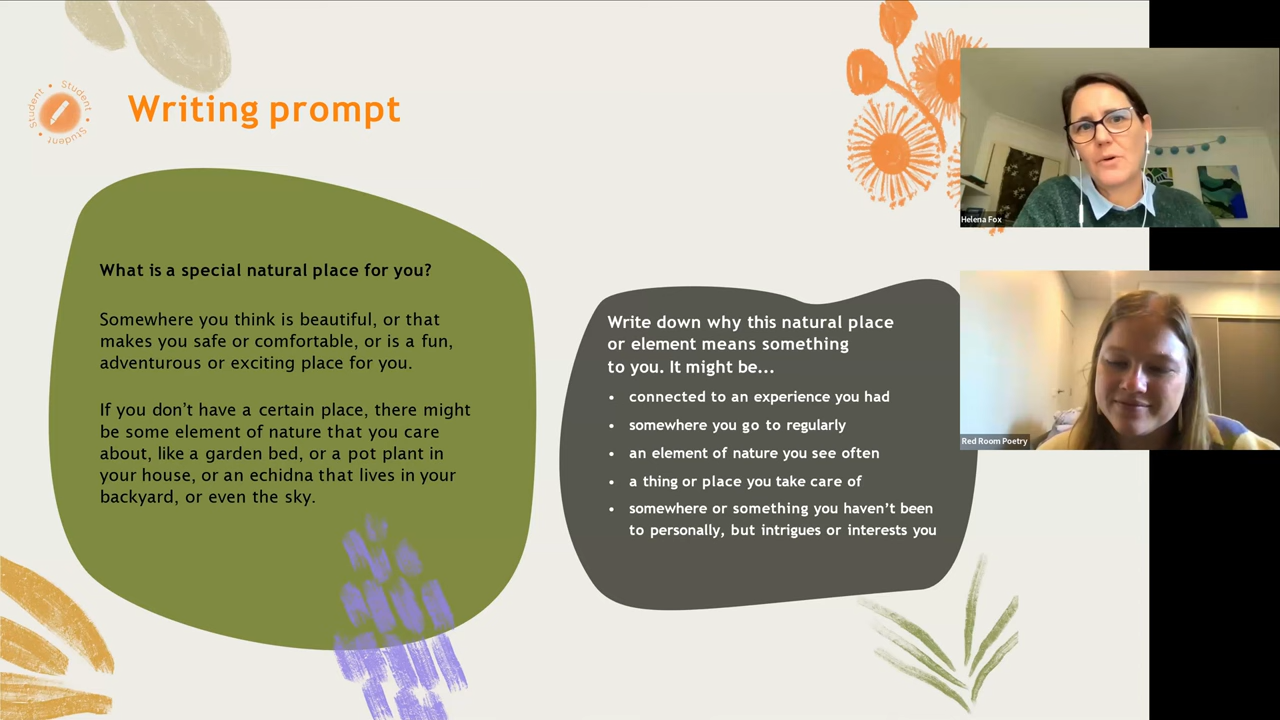 Student • Student • Student •
Writing prompt
What is a special natural place for you?
Somewhere you think is beautiful, or that
makes you safe or comfortable, or is a fun,
adventurous or exciting place for you.
If you don't have a certain place, there might
be some element of nature that you care
about, like a garden bed, or a pot plant in
your house, or an echidna that lives in your
backyard, or even the sky.
Write down why this natural place
or element means something
to you. It might be...
• connected to an experience you had
• somewhere you go to regularly
• an element of nature you see often
• a thing or place you take care of
• somewhere or something you haven't been
to personally, but intrigues or interests you
Helena Fox
Red Room Poetry